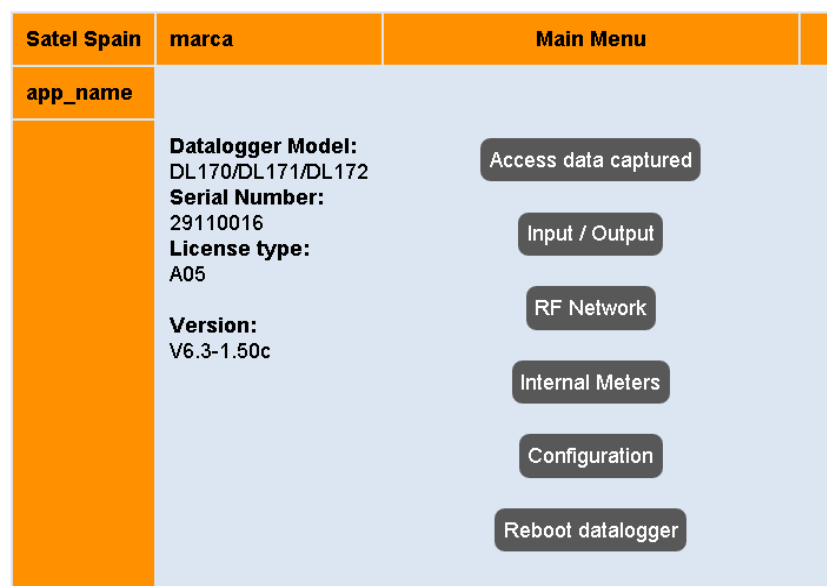 Satel Spain
marca
Main Menu
app_name
Datalogger Model:
DL170/DL171/DL172
Serial Number:
29110016
License type:
A05
Version:
V6.3-1.50c
Access data captured
Input / Output
RF Network
Internal Meters
Configuration
Reboot datalogger